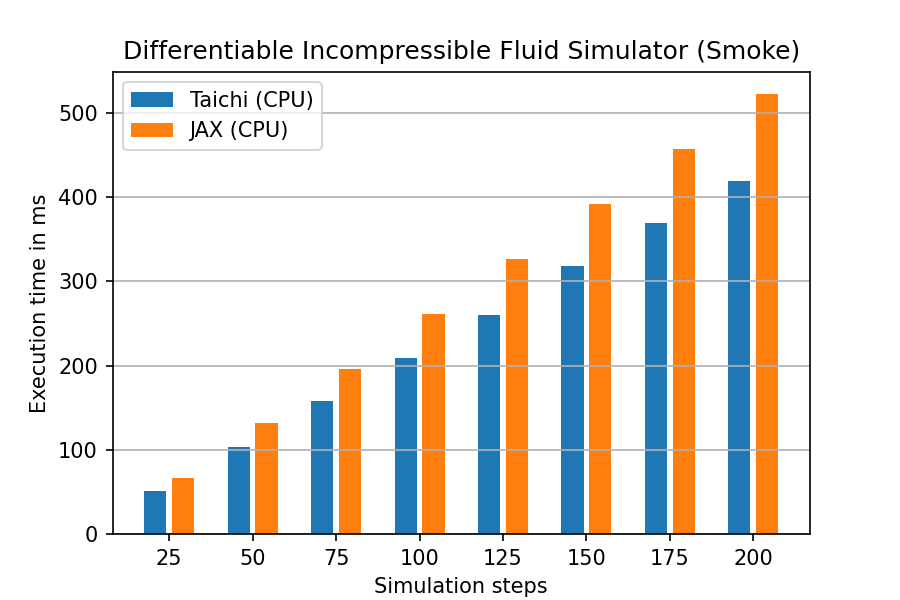 Differentiable Incompressible Fluid Simulator (Smoke)
Taichi (CPU)
JAX (CPU)
Execution time in ms
500
400
300
200
100
0
25 50 75 100 125 150 175 200
Simulation steps